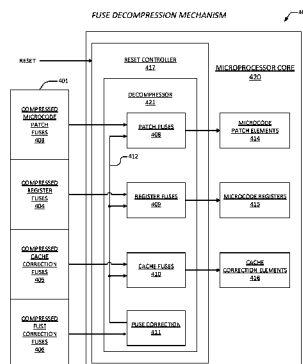 FUSE DECOMPRESSION MECHANISM
RESET
RESET CONTROLLER
417
MICROPROCESSOR CORE
420
401
DECOMPRESSOR
421
COMPRESSED
MICROCODE
PATCH
FUSES
403
PATCH FUSES
408
MICROCODE
PATCH ELEMENTS
414
412
COMPRESSED
REGISTER
FUSES
404
REGISTER FUSES
409
MICROCODE REGISTERS
415
COMPRESSED
CACHE
CORRECTION
FUSES
405
CACHE FUSES
410
CACHE
CORRECTION ELEMENTS
416
COMPRESSED
FUSE
CORRECTION
FUSES
406
FUSE CORRECTION
411